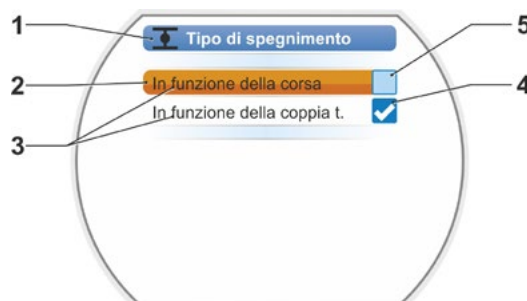 1
Tipo di spegnimento
5
2
In funzione della corsa
4
In funzione della coppia t.
3